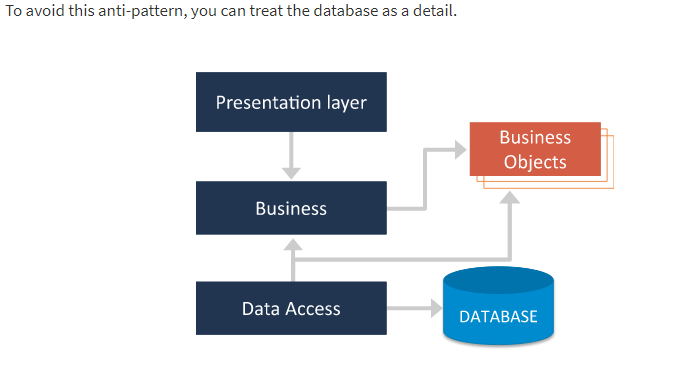 To avoid this anti-pattern, you can treat the database as a detail.
Presentation layer
Business
Objects
Business
Data Access
DATABASE